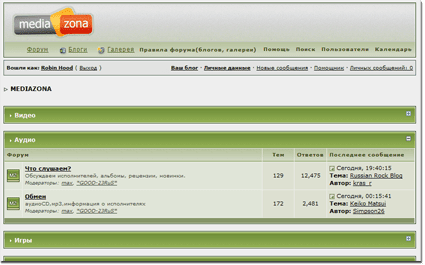 media zona
Форум Блоги Галерея Правила форума(блогов, галереи) Помощь Поиск Пользователи Календарь
Вошли как: Robin Hood ( Выход ) Ваш блог · Личные данные · Новые сообщения · Помощник · Личных сообщений: 0
MEDIAZONA
Видео
Аудио
Форум Тем Ответов Последнее сообщение
Что слушаем?
Обсуждаем исполнителей, альбомы, рецензии, новинки.
Модераторы: max, *GOOD-23RuS*
129 12,475
Сегодня, 19:40:15
Тема: Russian Rock Blog
Автор: kras_r
Обмен
аудиоCD,mp3,информация о исполнителях
Модераторы: max, *GOOD-23RuS*
172 2,481
Сегодня, 00:15:41
Тема: Keiko Matsui
Автор: Simpson26
Игры